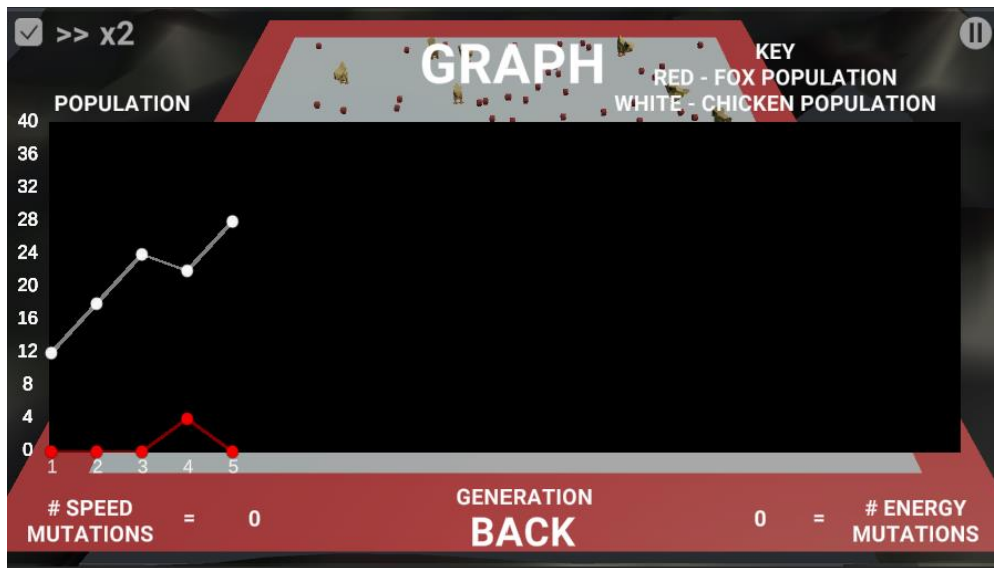 >> x2
GRAPH
KEY
RED - FOX POPULATION
WHITE - CHICKEN POPULATION
POPULATION
40
36
32
28
24
20
16
12
8
4
0
1 2 3 4 5
# SPEED
MUTATIONS
=
0
GENERATION
BACK
0
=
# ENERGY
MUTATIONS